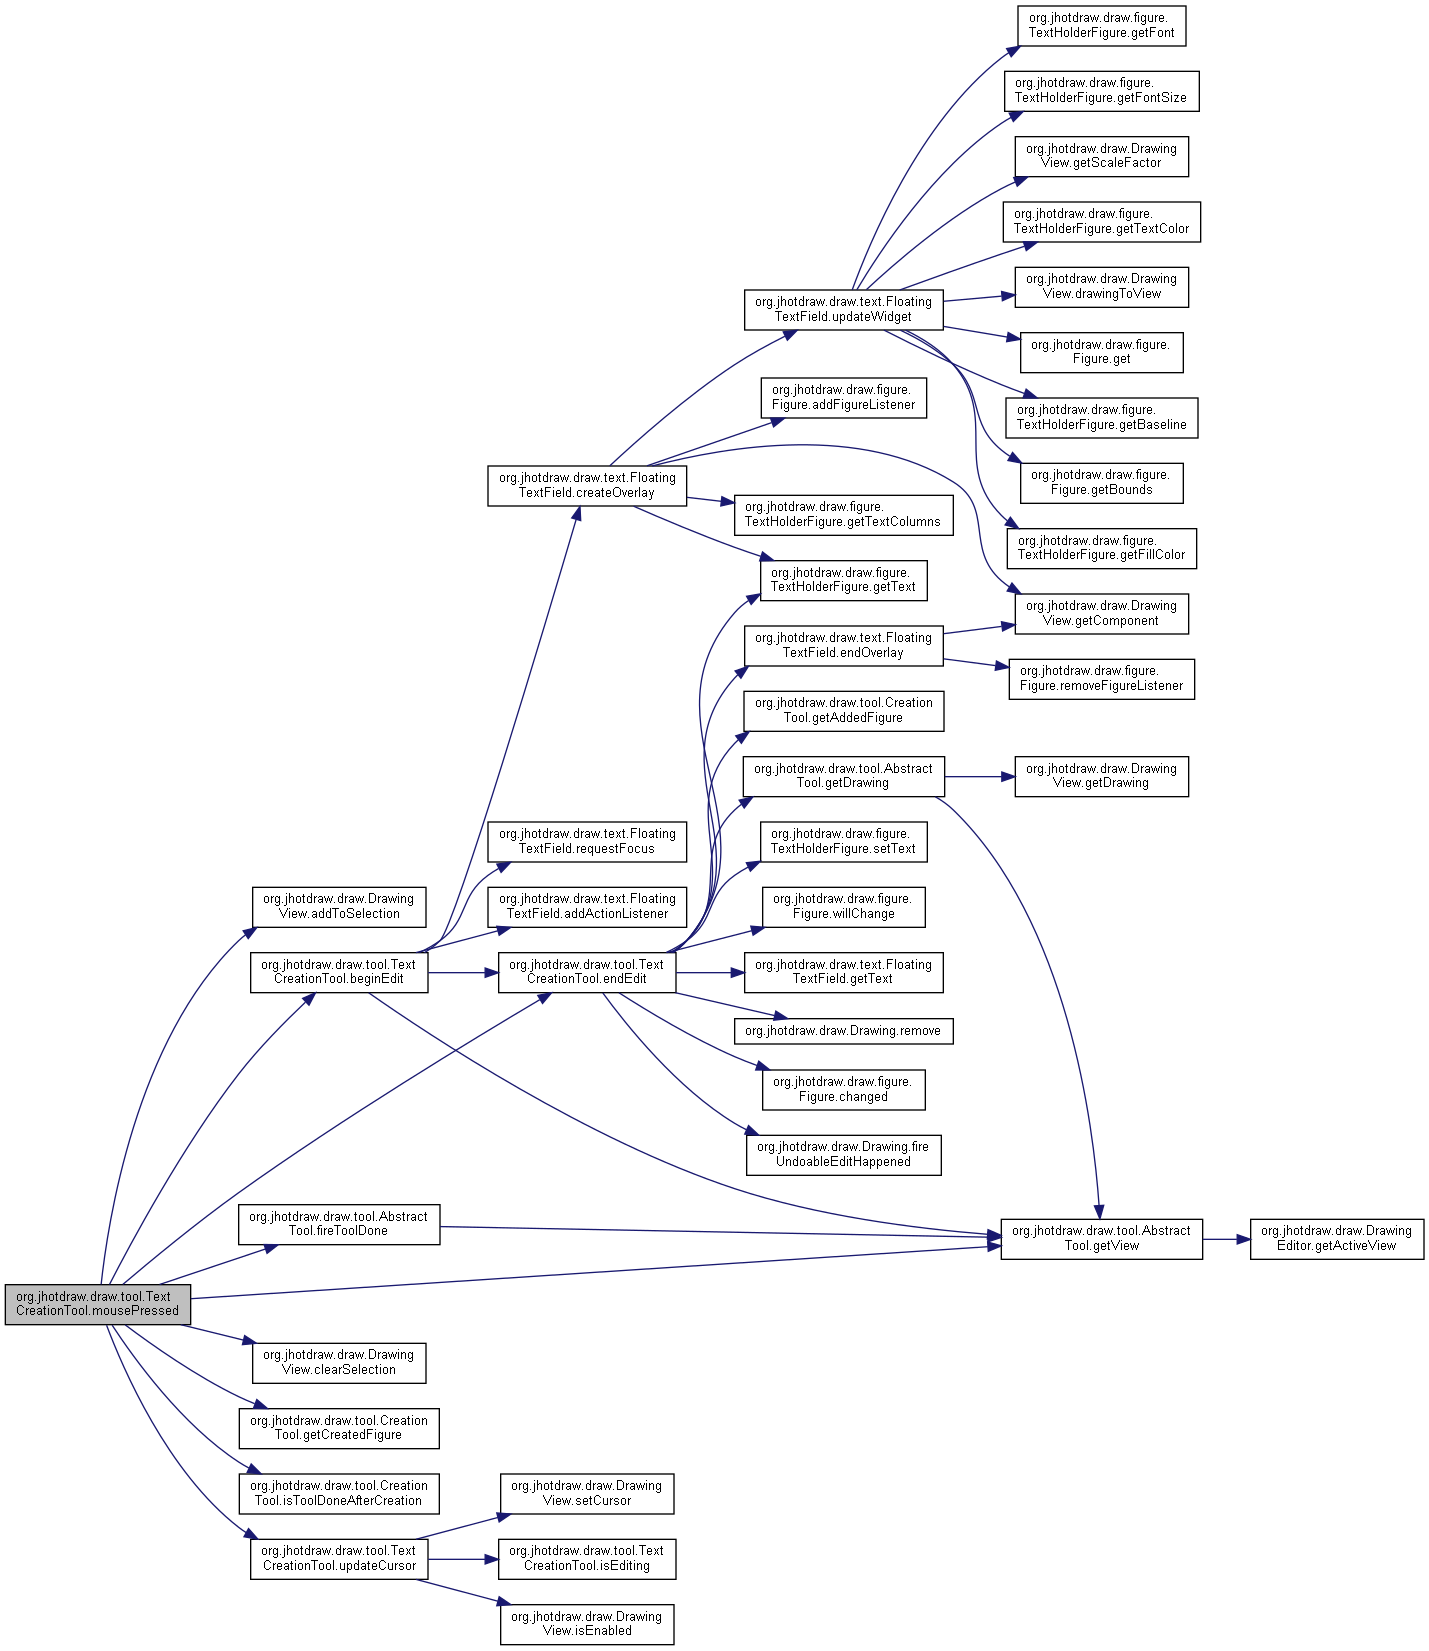 org.jhotdraw.draw.figure.
TextHolderFigure.getFont
org.jhotdraw.draw.figure.
TextHolderFigure.getFontSize
org.jhotdraw.draw.Drawing
View.getScaleFactor
org.jhotdraw.draw.figure.
TextHolderFigure.getTextColor
org.jhotdraw.draw.Drawing
View.drawingToView
org.jhotdraw.draw.text.Floating
TextField.updateWidget
org.jhotdraw.draw.figure.
Figure.get
org.jhotdraw.draw.figure.
Figure.addFigureListener
org.jhotdraw.draw.figure.
TextHolderFigure.getBaseline
org.jhotdraw.draw.figure.
Figure.getBounds
org.jhotdraw.draw.text.Floating
TextField.createOverlay
org.jhotdraw.draw.figure.
TextHolderFigure.getTextColumns
org.jhotdraw.draw.figure.
TextHolderFigure.getFillColor
org.jhotdraw.draw.figure.
TextHolderFigure.getText
org.jhotdraw.draw.Drawing
View.getComponent
org.jhotdraw.draw.text.Floating
TextField.endOverlay
org.jhotdraw.draw.figure.
Figure.removeFigureListener
org.jhotdraw.draw.tool.Creation
Tool.getAddedFigure
org.jhotdraw.draw.tool.Abstract
Tool.getDrawing
org.jhotdraw.draw.Drawing
View.getDrawing
org.jhotdraw.draw.text.Floating
TextField.requestFocus
org.jhotdraw.draw.figure.
TextHolderFigure.setText
org.jhotdraw.draw.Drawing
View.addToSelection
org.jhotdraw.draw.text.Floating
TextField.addActionListener
org.jhotdraw.draw.figure.
Figure.willChange
org.jhotdraw.draw.tool.Text
CreationTool.beginEdit
org.jhotdraw.draw.tool.Text
CreationTool.endEdit
org.jhotdraw.draw.text.Floating
TextField.getText
org.jhotdraw.draw.Drawing.remove
org.jhotdraw.draw.figure.
Figure.changed
org.jhotdraw.draw.Drawing.fire
UndoableEditHappened
org.jhotdraw.draw.tool.Abstract
Tool.fireToolDone
org.jhotdraw.draw.tool.Abstract
Tool.getView
org.jhotdraw.draw.Drawing
Editor.getActiveView
org.jhotdraw.draw.tool.Text
CreationTool.mousePressed
org.jhotdraw.draw.Drawing
View.clearSelection
org.jhotdraw.draw.tool.Creation
Tool.getCreatedFigure
org.jhotdraw.draw.tool.Creation
Tool.isToolDoneAfterCreation
org.jhotdraw.draw.Drawing
View.setCursor
org.jhotdraw.draw.tool.Text
CreationTool.updateCursor
org.jhotdraw.draw.tool.Text
CreationTool.isEditing
org.jhotdraw.draw.Drawing
View.isEnabled